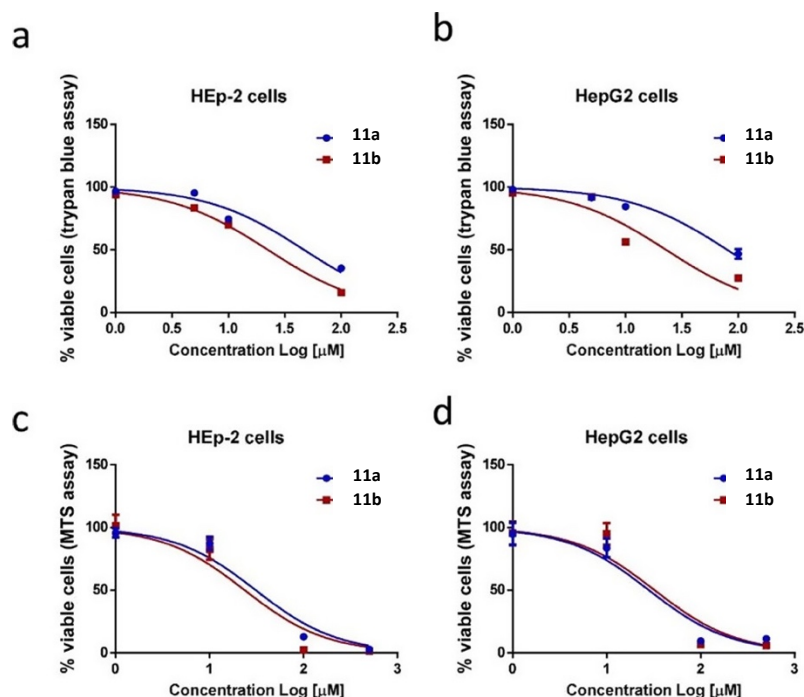 a
HEp-2 cells
% viable cells (trypan blue assay)
150
100
50
0
11a
11b
0.0 0.5 1.0 1.5 2.0 2.5
Concentration Log [µM]
b
HepG2 cells
% viable cells (trypan blue assay)
150
100
50
0
11a
11b
0.0 0.5 1.0 1.5 2.0 2.5
Concentration Log [µM]
c
HEp-2 cells
% viable cells (MTS assay)
150
100
50
0
11a
11b
0 1 2 3
Concentration Log [µM]
d
HepG2 cells
% viable cells (MTS assay)
150
100
50
0
11a
11b
0 1 2 3
Concentration Log [µM]